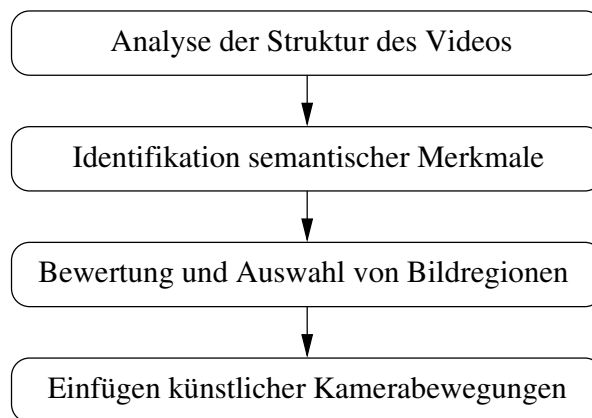 Analyse der Struktur des Videos
Identifikation semantischer Merkmale
Bewertung und Auswahl von Bildregionen
Einfügen künstlicher Kamerabewegungen